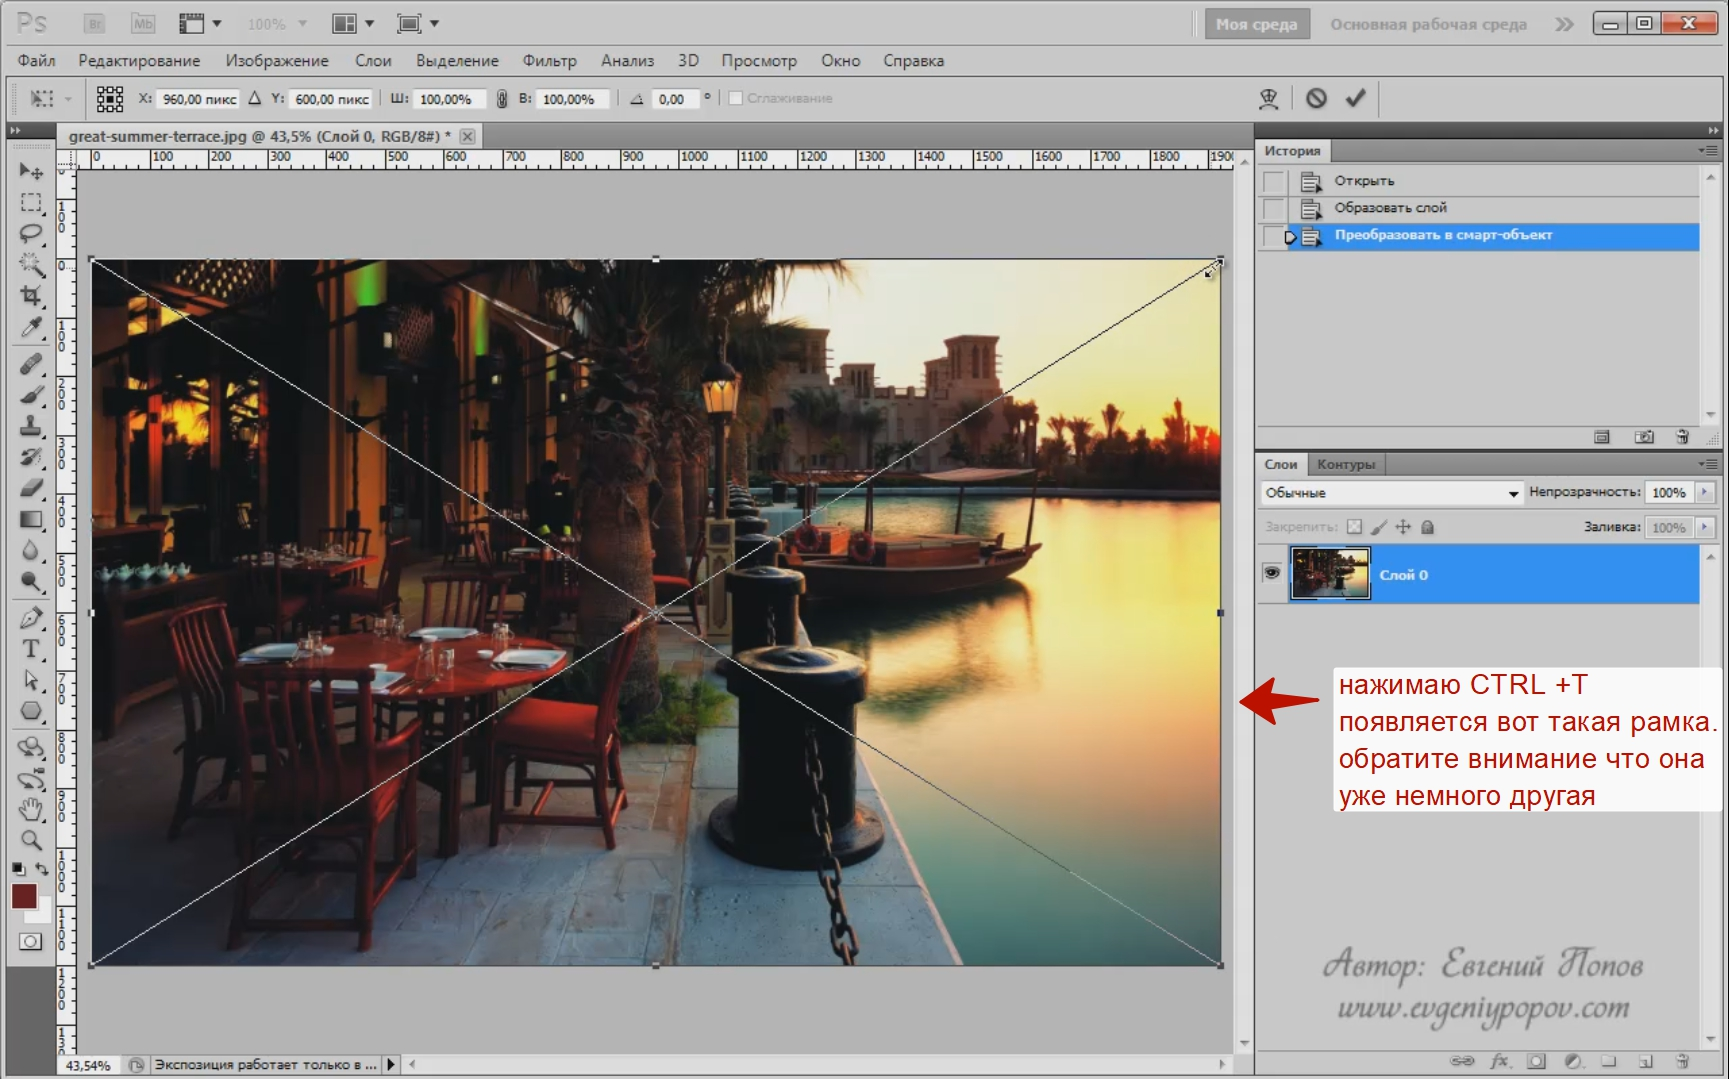 Ps Br Mb 100% Моя среда Основная рабочая среда
Файл Редактирование Изображение Слои Выделение Фильтр Анализ 3D Просмотр Окно Справка
X: 960,00 пикс Y: 600,00 пикс Ш: 100,00% В: 100,00% 0,00 ° Сглаживание
great-summer-terrace.jpg @ 43,5% (Слой 0, RGB/8#) *
0 100 200 300 400 500 600 700 800 900 1000 1100 1200 1300 1400 1500 1600 1700 1800 1900
История
Открыть
Образовать слой
Преобразовать в смарт-объект
Слои Контуры
Обычные Непрозрачность: 100%
Закрепить: Заливка: 100%
Слой 0
нажимаю CTRL +T
появляется вот такая рамка.
обратите внимание что она
уже немного другая
Автор: Евгений Попов
www.evgeniypopov.com
43,54% Экспозиция работает только в ...